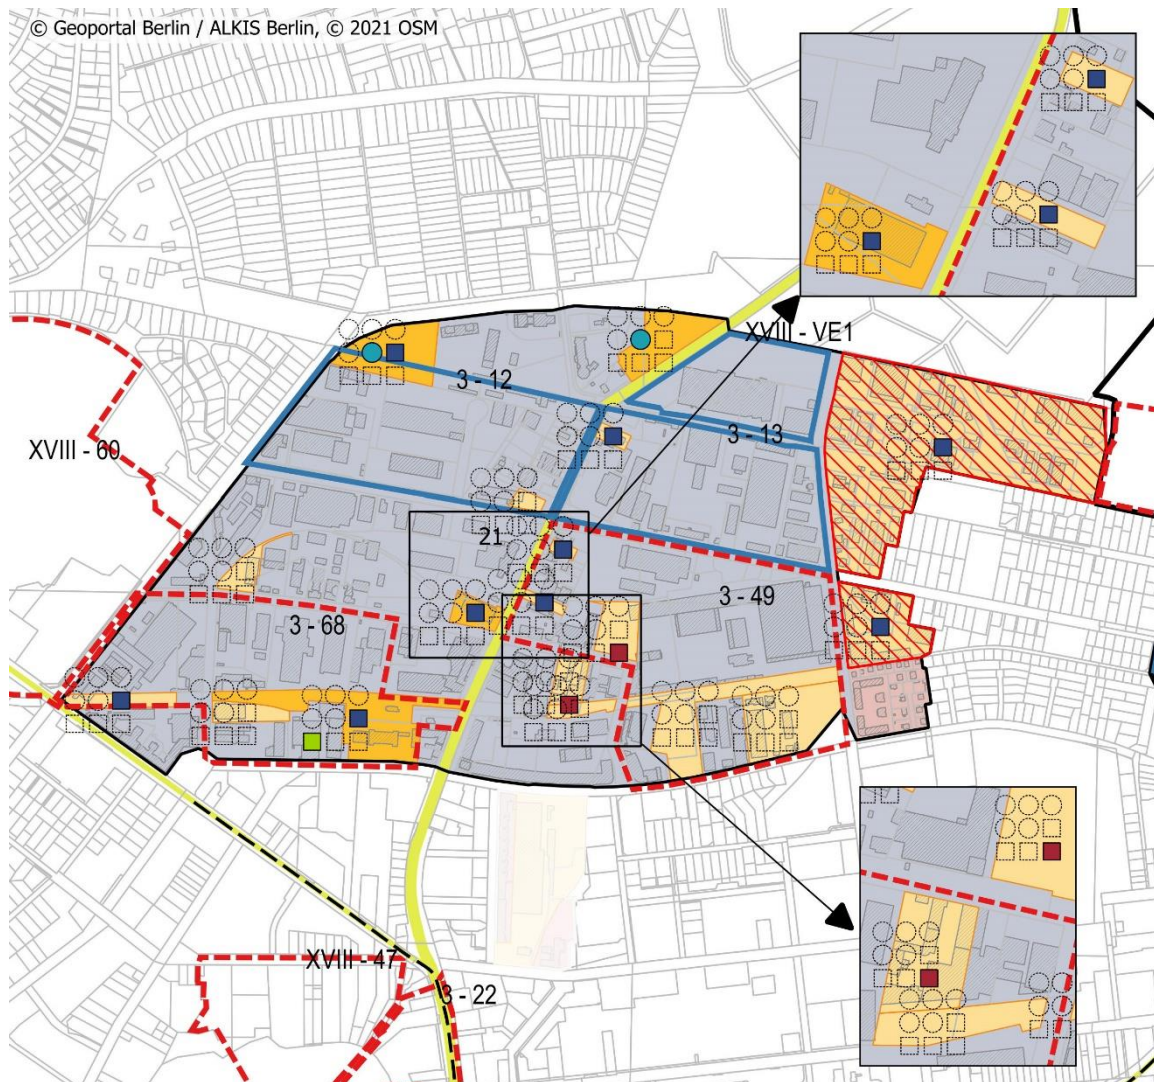 © Geoportal Berlin / ALKIS Berlin, © 2021 OSM
XVIII - VE1
3 - 12
3 - 13
XVIII - 60
21
3 - 49
3 - 68
XVIII - 47
3 - 22